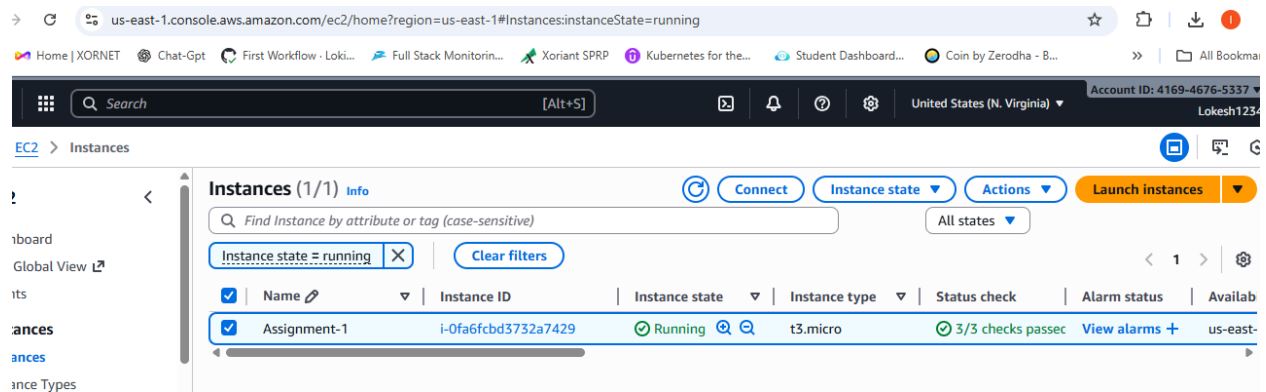 us-east-1.console.aws.amazon.com/ec2/home?region=us-east-1#Instances:instanceState=running
Home | XORNET Chat-Gpt First Workflow · Loki... Full Stack Monitorin... Xoriant SPRP Kubernetes for the... Student Dashboard... Coin by Zerodha - B... » All Bookma
Account ID: 4169-4676-5337
Search [Alt+S] United States (N. Virginia)
Lokesh1234
EC2 > Instances
Instances (1/1) Info Connect Instance state Actions Launch instances
Find Instance by attribute or tag (case-sensitive) All states
Instance state = running Clear filters
1
Name Instance ID Instance state Instance type Status check Alarm status Availab
Assignment-1 i-0fa6fcbd3732a7429 Running t3.micro 3/3 checks passec View alarms + us-east-
2
nboard
Global View
nts
tances
ances
ance Types